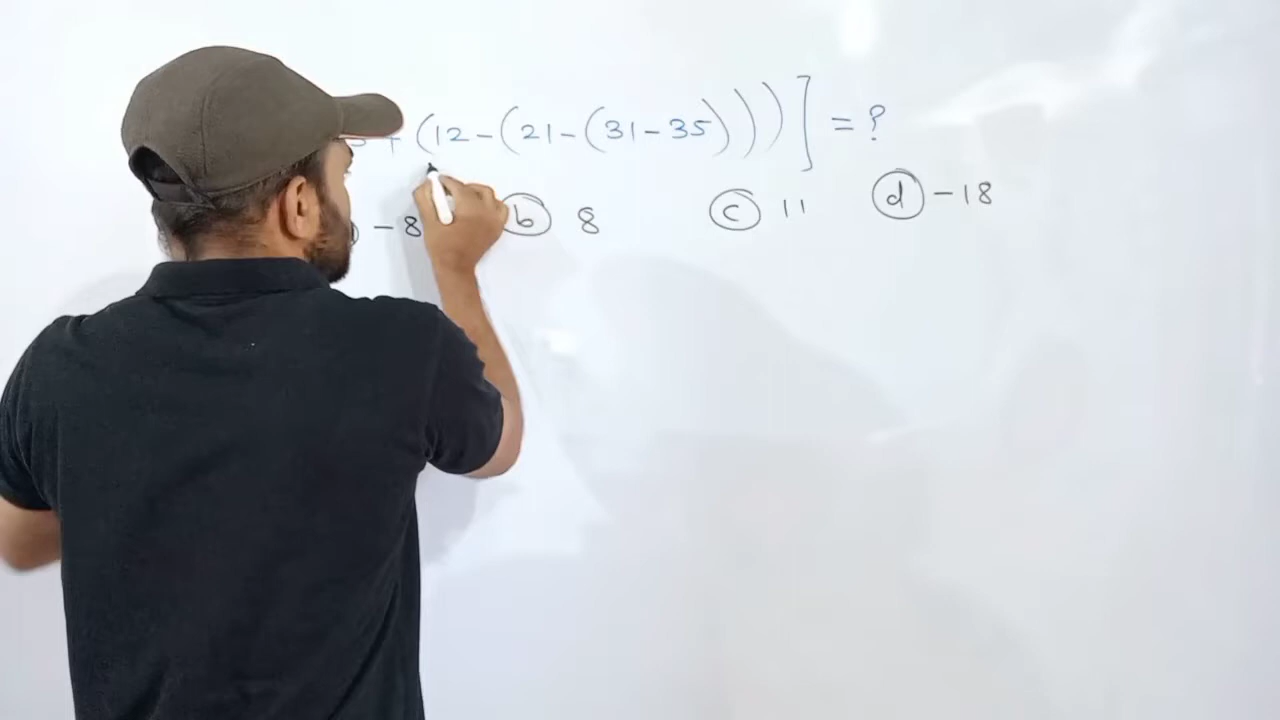 + (12 - (21 - (31 - 35)))] = ?
- 8 b 8 c 11 d - 18